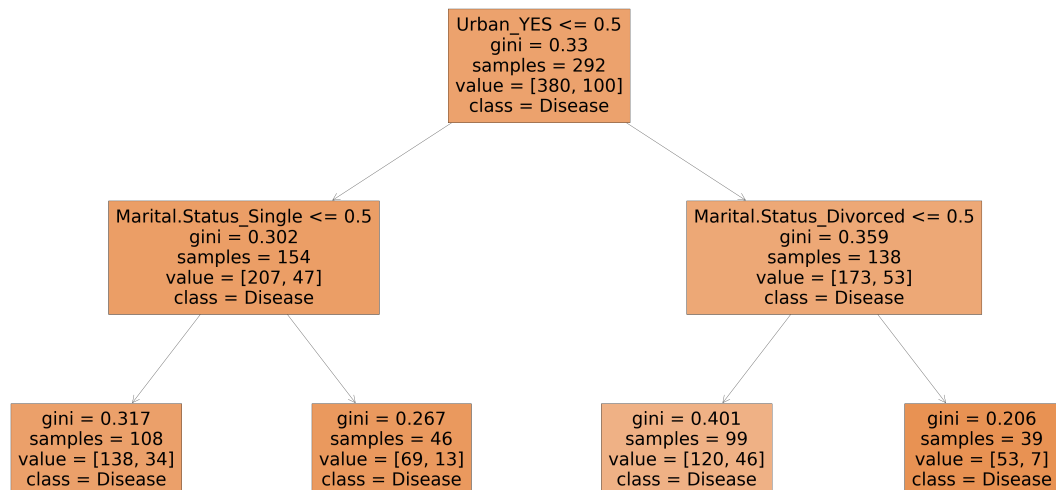 Urban_YES <= 0.5
gini = 0.33
samples = 292
value = [380, 100]
class = Disease
Marital.Status_Single <= 0.5
gini = 0.302
samples = 154
value = [207, 47]
class = Disease
Marital.Status_Divorced <= 0.5
gini = 0.359
samples = 138
value = [173, 53]
class = Disease
gini = 0.317
samples = 108
value = [138, 34]
class = Disease
gini = 0.267
samples = 46
value = [69, 13]
class = Disease
gini = 0.401
samples = 99
value = [120, 46]
class = Disease
gini = 0.206
samples = 39
value = [53, 7]
class = Disease